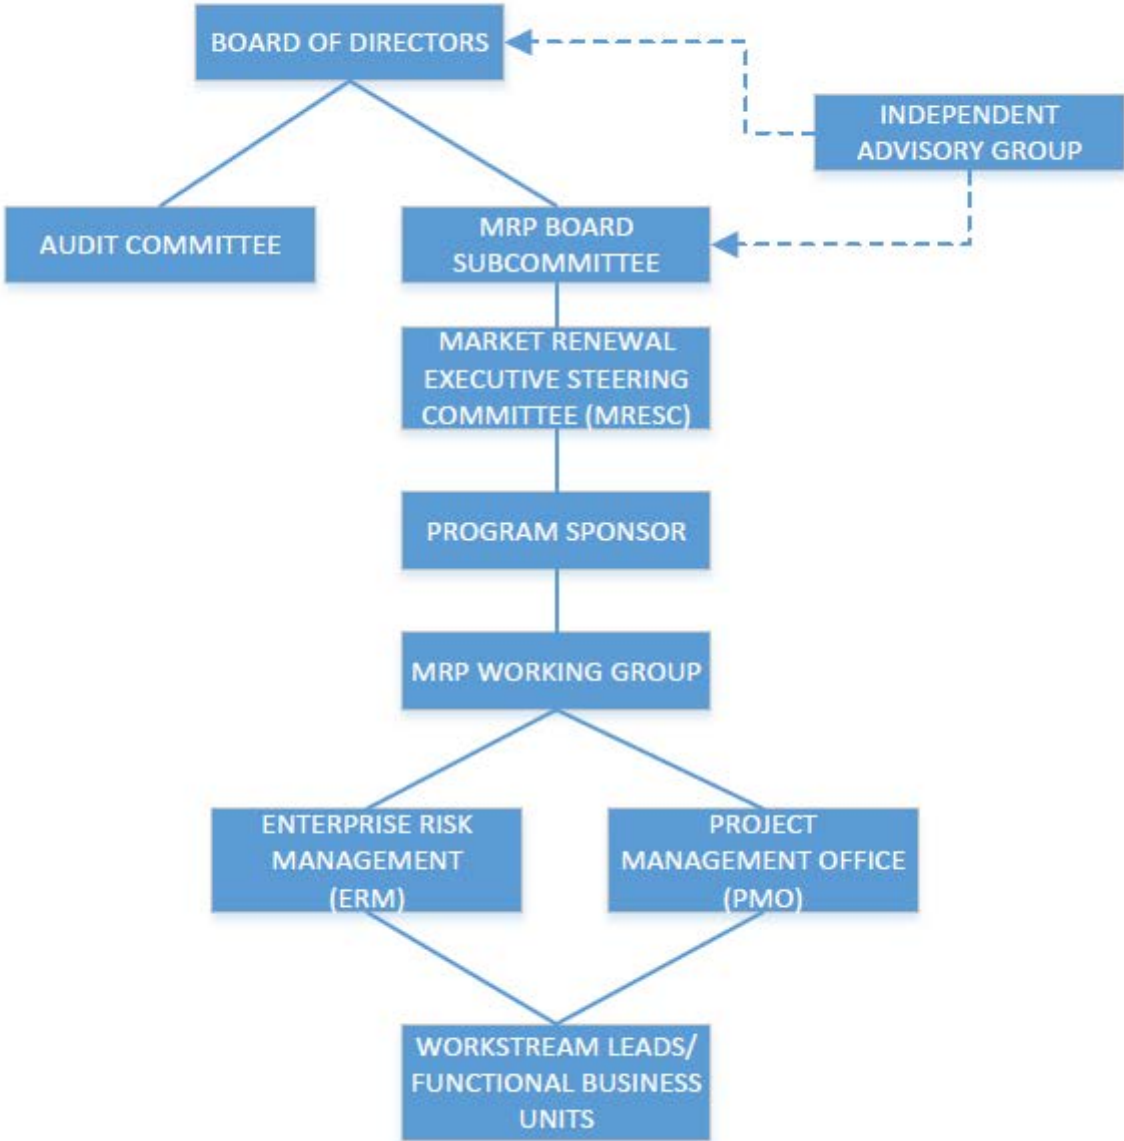 BOARD OF DIRECTORS
INDEPENDENT
ADVISORY GROUP
AUDIT COMMITTEE
MRP BOARD
SUBCOMMITTEE
MARKET RENEWAL
EXECUTIVE STEERING
COMMITTEE (MRESC)
PROGRAM SPONSOR
MRP WORKING GROUP
ENTERPRISE RISK
MANAGEMENT
(ERM)
PROJECT
MANAGEMENT OFFICE
(PMO)
WORKSTREAM LEADS/
FUNCTIONAL BUSINESS
UNITS